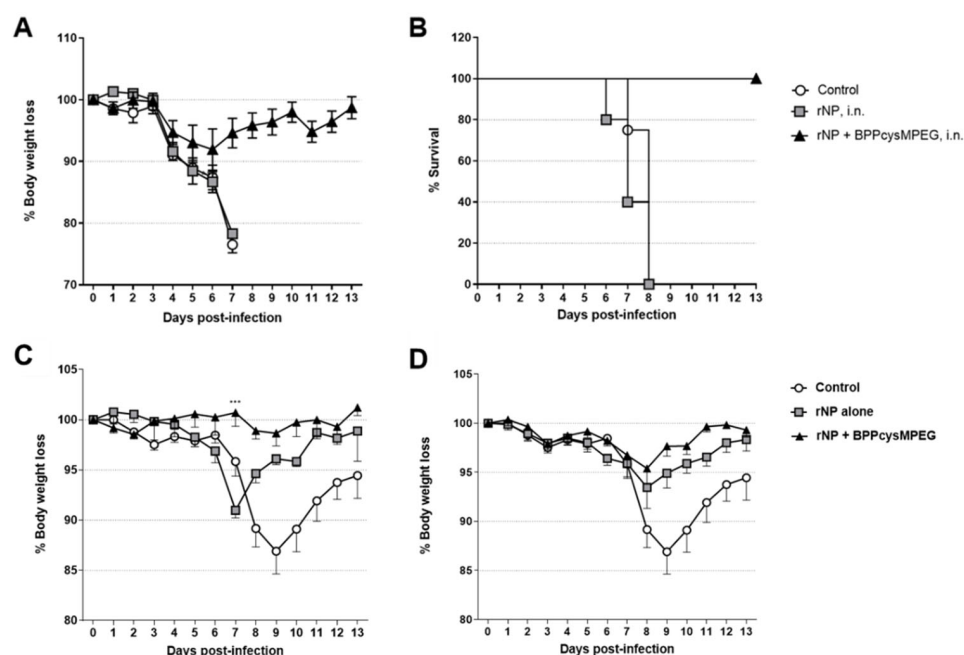 A
110
100
90
80
70
% Body weight loss
0 1 2 3 4 5 6 7 8 9 10 11 12 13
Days post-infection
B
120
100
80
60
40
20
0
% Survival
0 1 2 3 4 5 6 7 8 9 10 11 12 13
Days post-infection
Control
rNP, i.n.
rNP + BPPcysMPEG, i.n.
C
105
100
95
90
85
80
% Body weight loss
***
0 1 2 3 4 5 6 7 8 9 10 11 12 13
Days post-infection
D
105
100
95
90
85
80
% Body weight loss
0 1 2 3 4 5 6 7 8 9 10 11 12 13
Days post-infection
Control
rNP alone
rNP + BPPcysMPEG